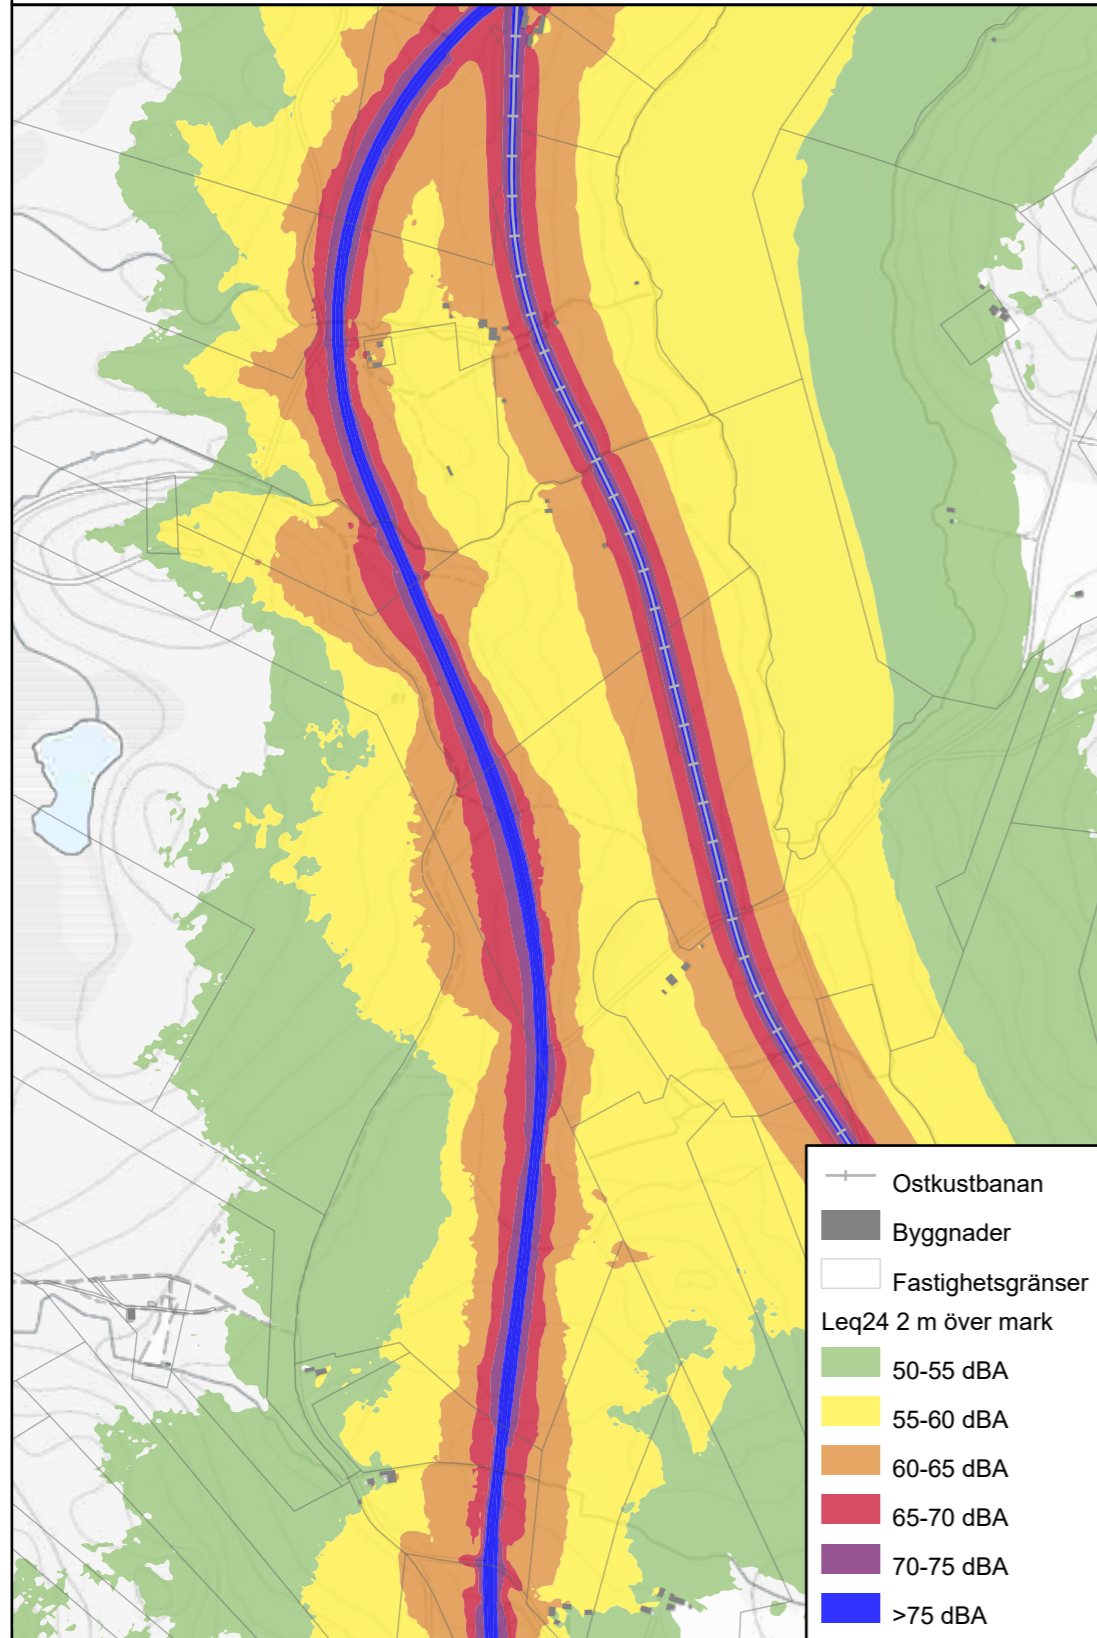 Ostkustbanan
Byggnader
Fastighetsgränser
Leq24 2 m över mark
50-55 dBA
55-60 dBA
60-65 dBA
65-70 dBA
70-75 dBA
>75 dBA